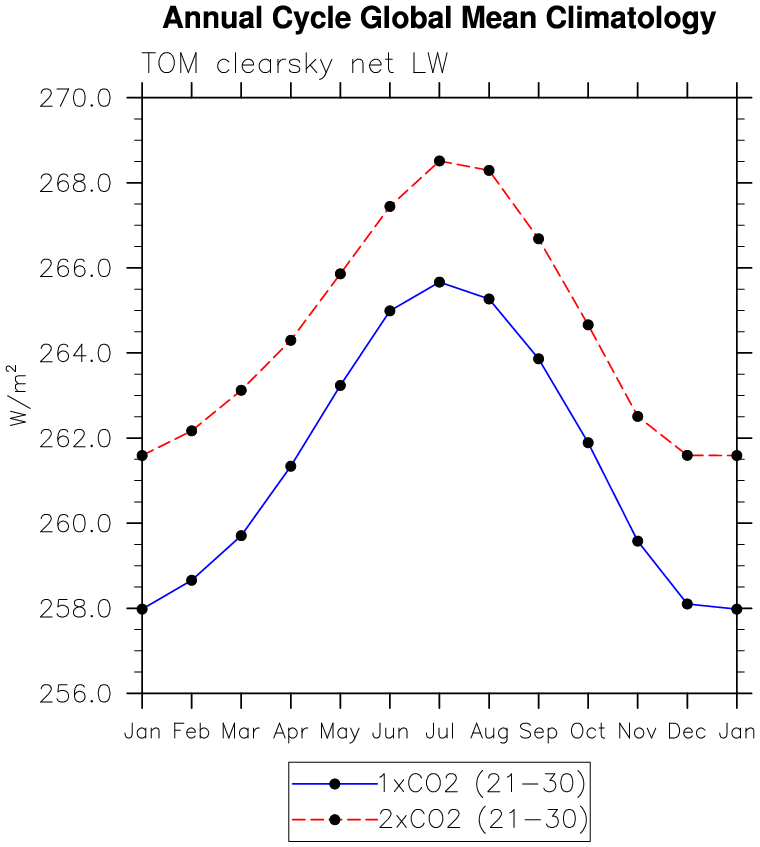 Annual Cycle Global Mean Climatology
TOM clearsky net LW
270.0
268.0
266.0
264.0
262.0
260.0
258.0
256.0
W/m²
Jan Feb Mar Apr May Jun Jul Aug Sep Oct Nov Dec Jan
1xCO2 (21-30)
2xCO2 (21-30)